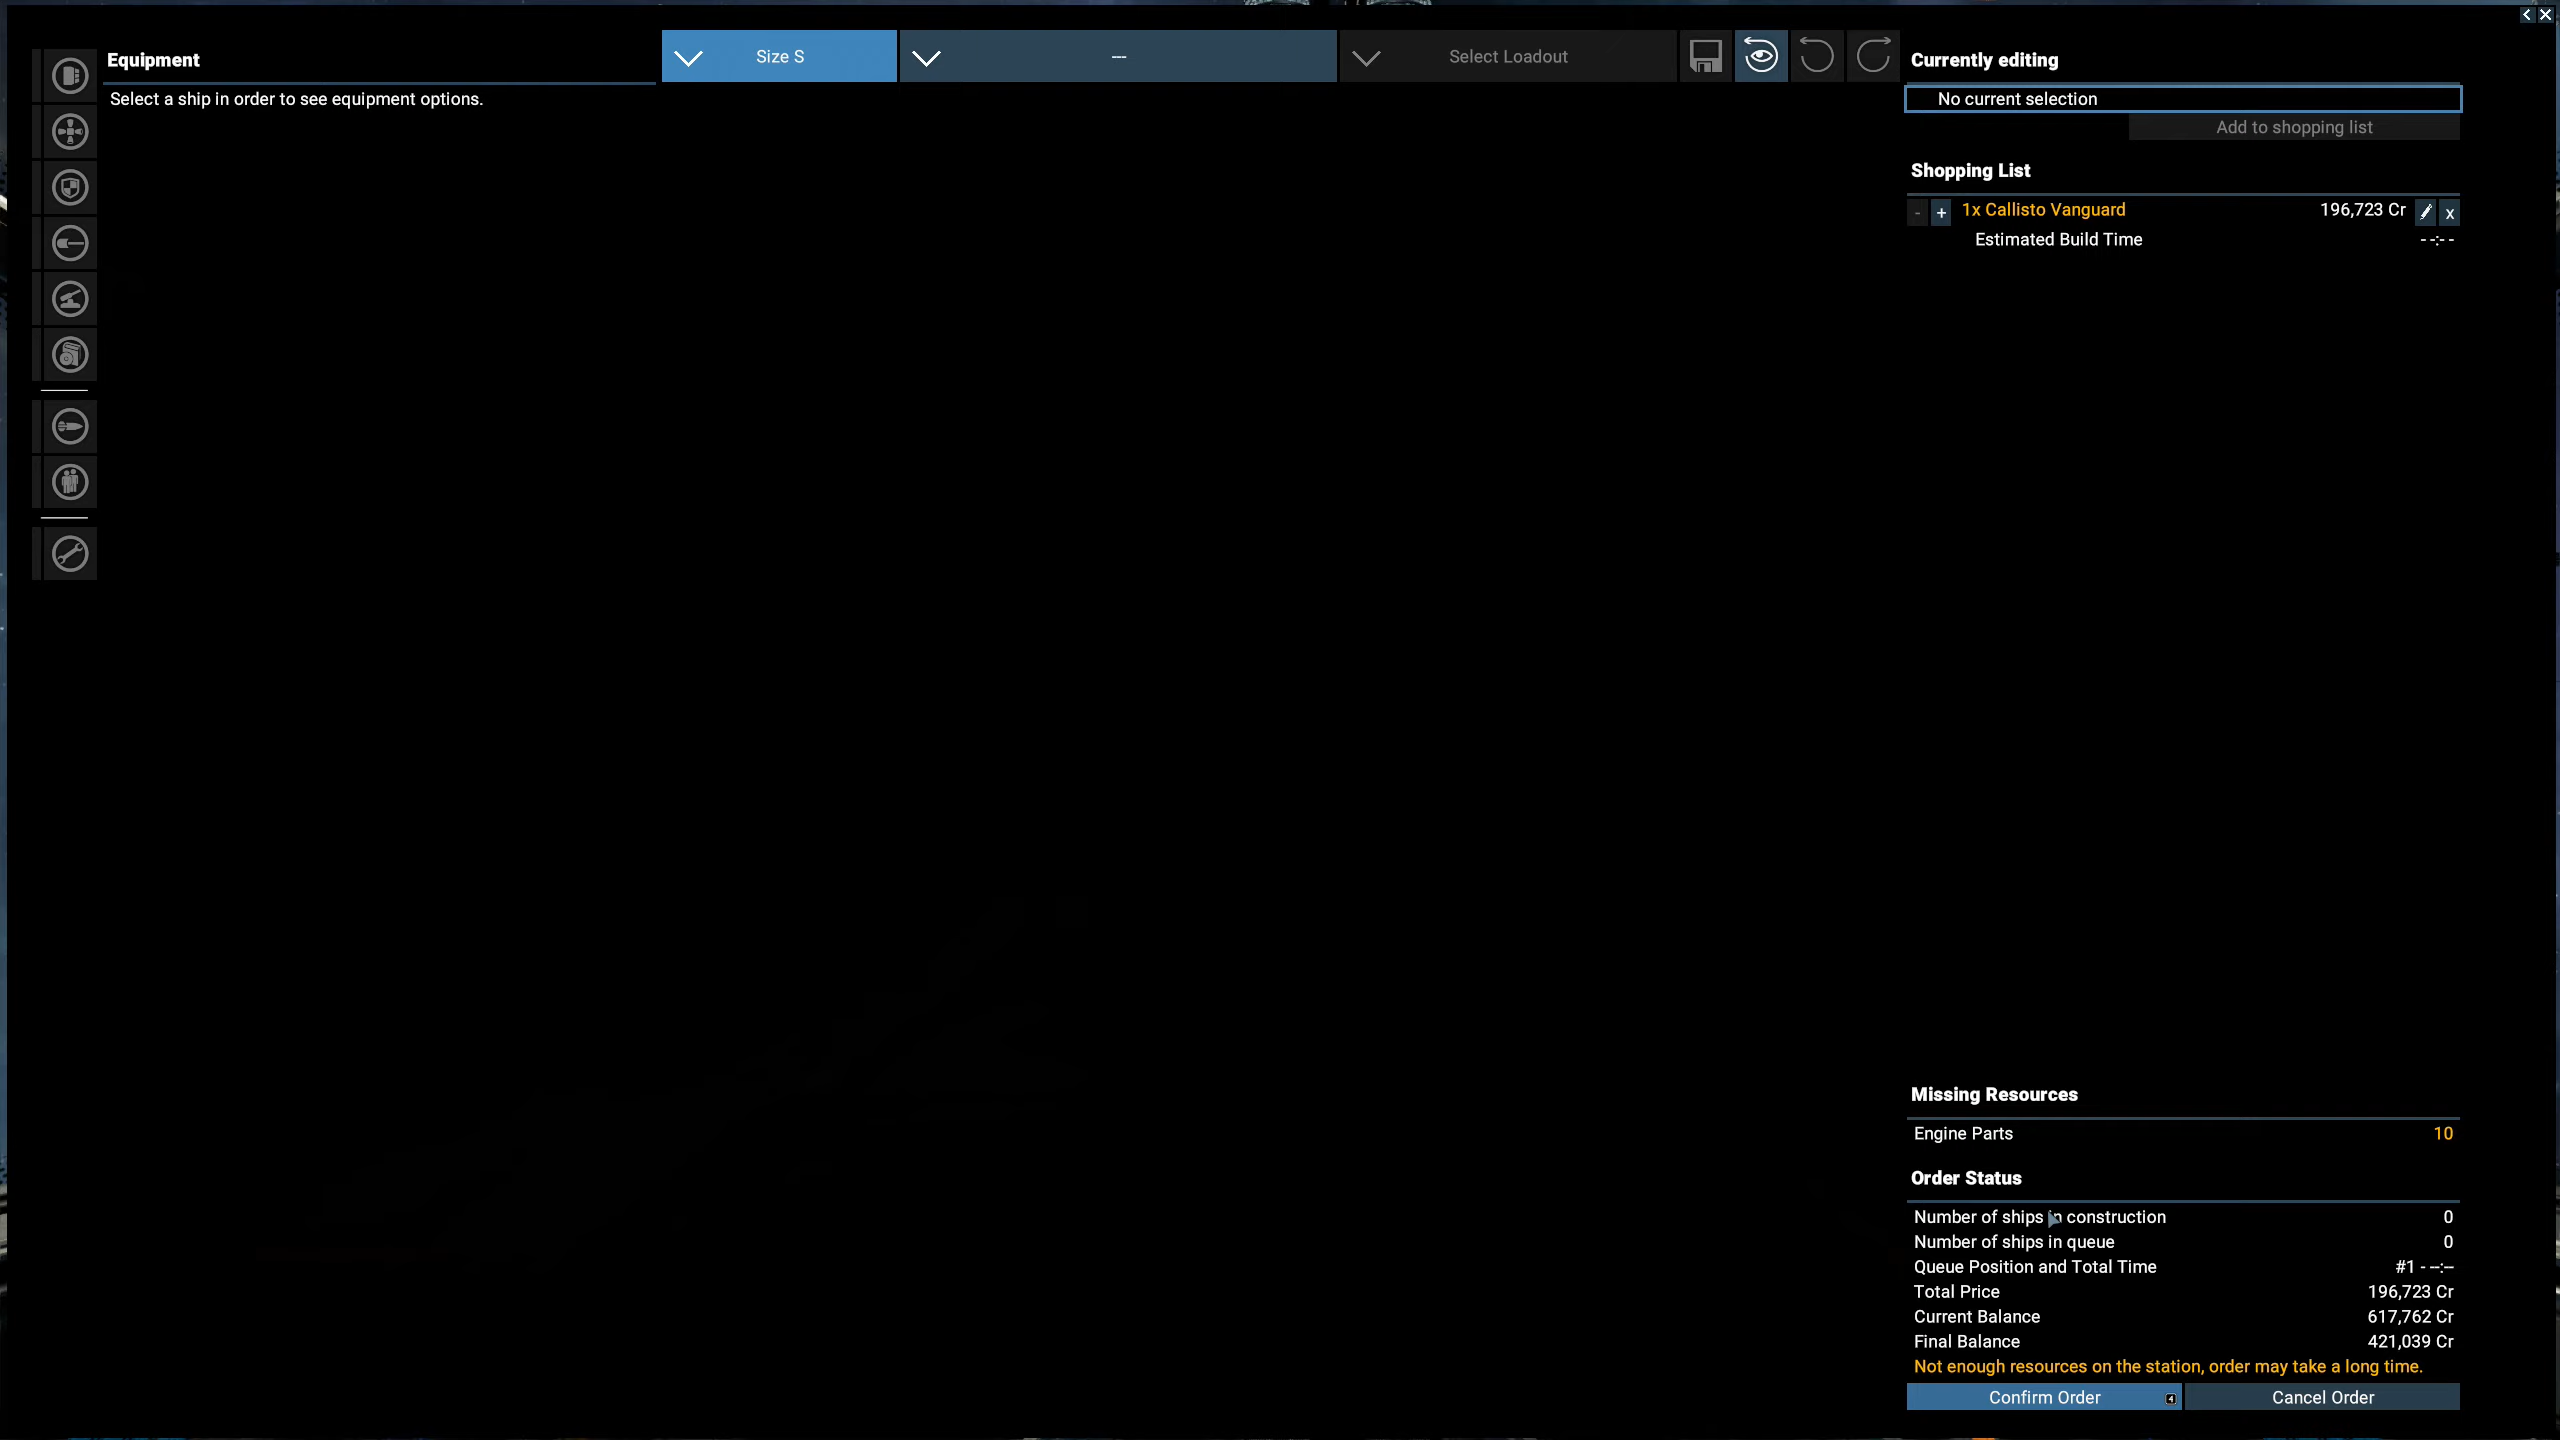 Equipment
Select a ship in order to see equipment options.
Size S
---
Select Loadout
Currently editing
No current selection
Add to shopping list
Shopping List
- + 1x Callisto Vanguard 196,723 Cr x
Estimated Build Time --:--
Missing Resources
Engine Parts 10
Order Status
Number of ships in construction 0
Number of ships in queue 0
Queue Position and Total Time #1 - --:--
Total Price 196,723 Cr
Current Balance 617,762 Cr
Final Balance 421,039 Cr
Not enough resources on the station, order may take a long time.
Confirm Order 4
Cancel Order